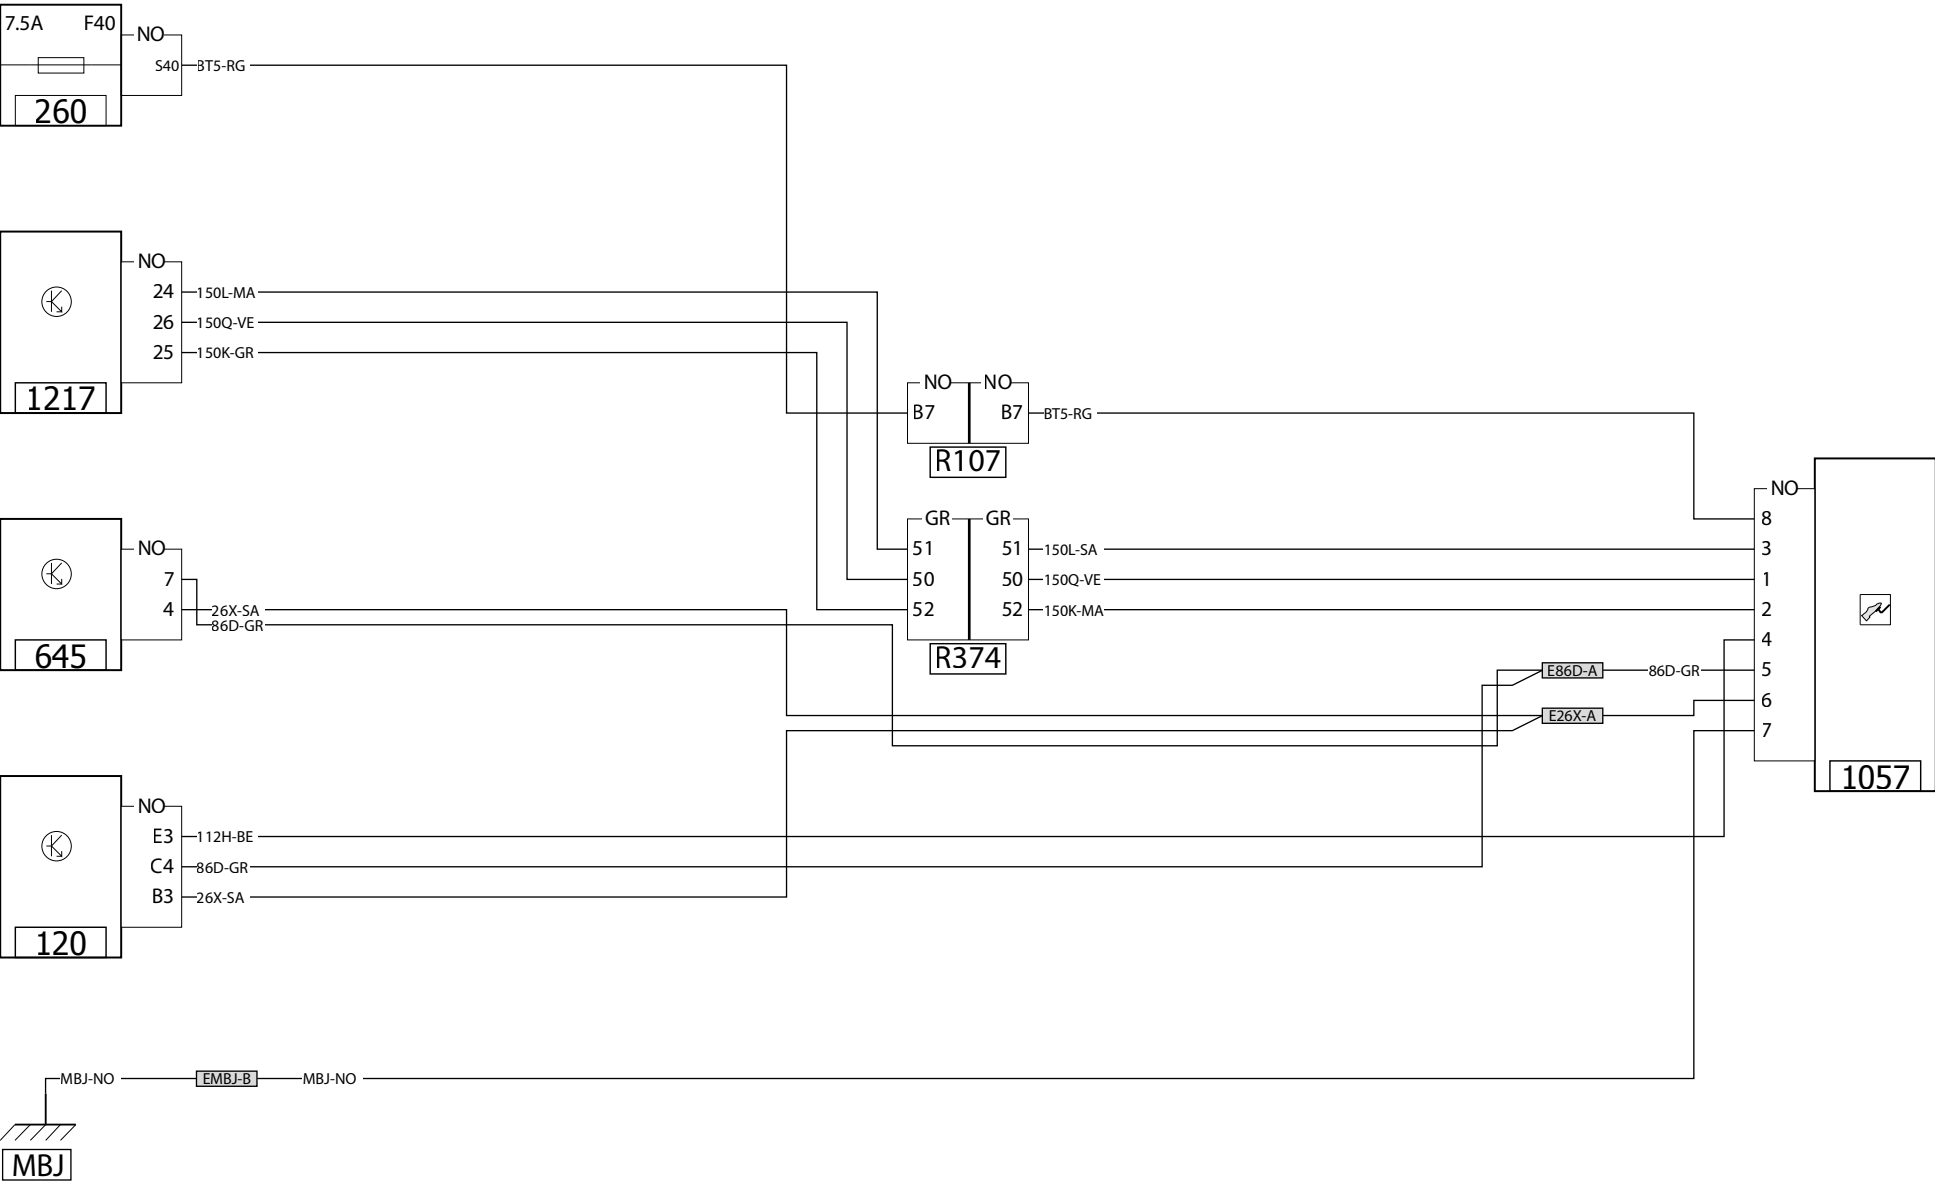 7.5A F40
NO
S40 BT5-RG
260
NO
24 150L-MA
26 150Q-VE
25 150K-GR
1217
NO NO
B7 B7 BT5-RG
R107
NO
8
GR GR
51 51 150L-SA 3
50 50 150Q-VE 1
52 52 150K-MA 2
R374
NO
7
4 26X-SA
86D-GR
645
4
E86D-A 86D-GR 5
6
E26X-A
7
1057
NO
E3 112H-BE
C4 86D-GR
B3 26X-SA
120
MBJ-NO EMBJ-B MBJ-NO
MBJ